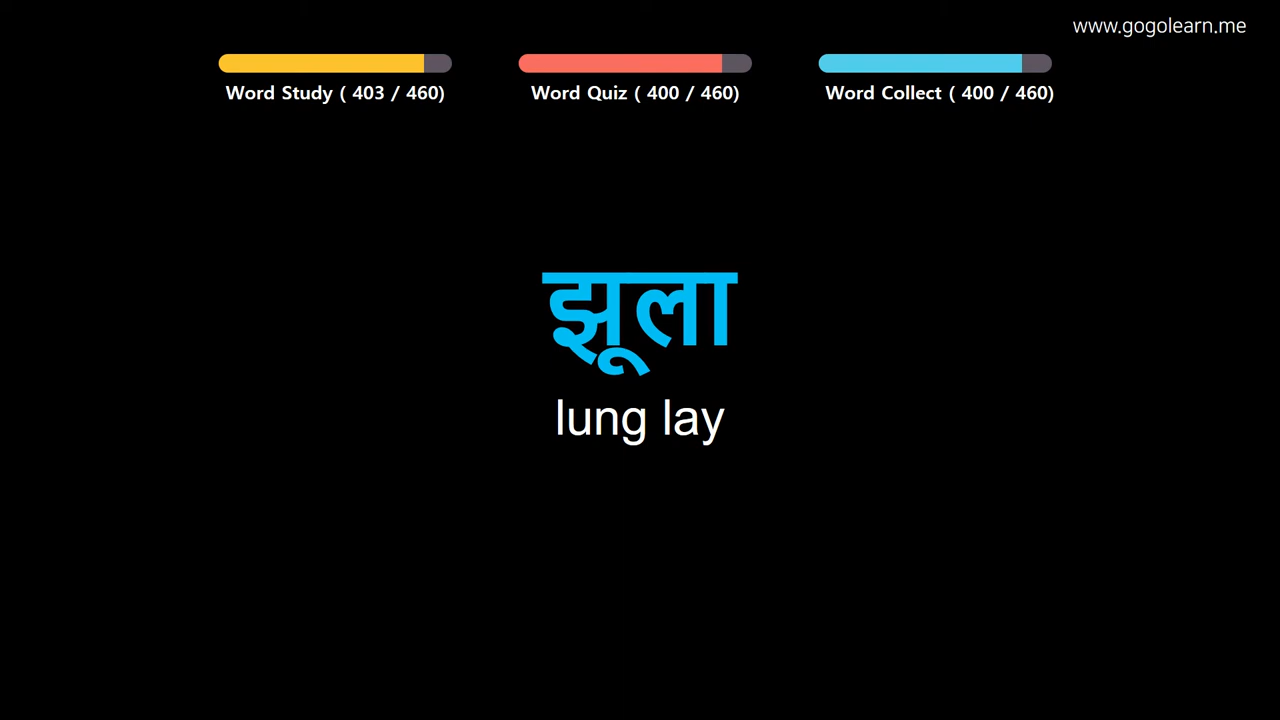 www.gogolearn.me
Word Study ( 403 / 460)
Word Quiz ( 400 / 460)
Word Collect ( 400 / 460)
झूला
lung lay